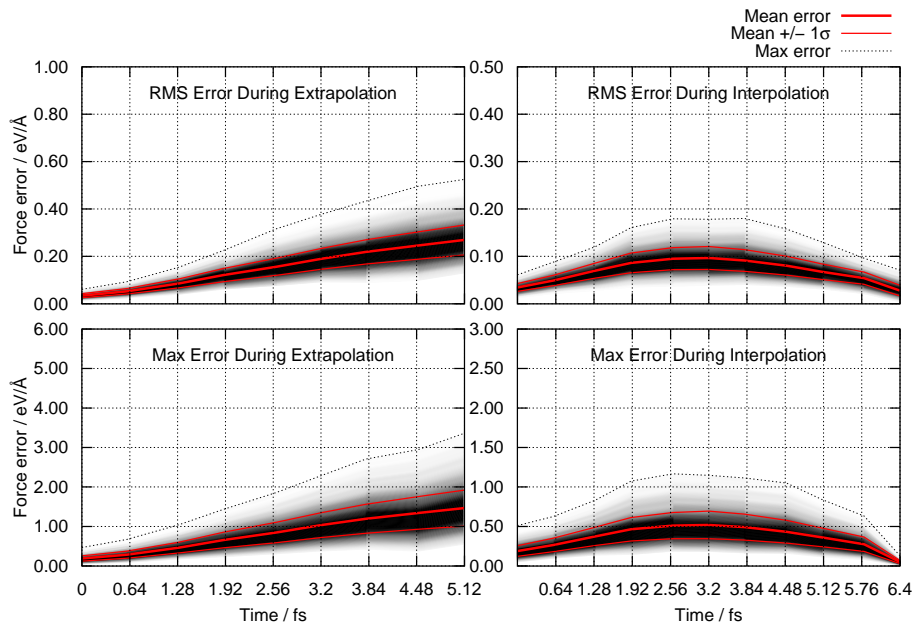 Mean error
Mean +/− 1σ
Max error
1.00
0.80
0.60
0.40
0.20
0.00
Force error / eV/Å
RMS Error During Extrapolation
0.50
0.40
0.30
0.20
0.10
0.00
RMS Error During Interpolation
6.00
5.00
4.00
3.00
2.00
1.00
0.00
Force error / eV/Å
Max Error During Extrapolation
3.00
2.50
2.00
1.50
1.00
0.50
0.00
Max Error During Interpolation
0 0.64 1.28 1.92 2.56 3.2 3.84 4.48 5.12
Time / fs
0.64 1.28 1.92 2.56 3.2 3.84 4.48 5.12 5.76 6.4
Time / fs